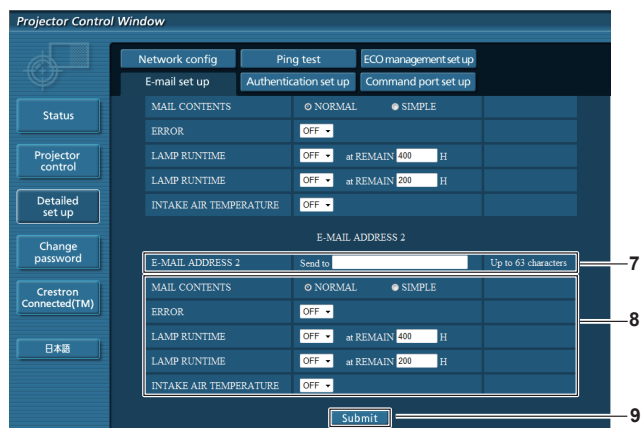 Projector Control Window
Network config Ping test ECO management set up
E-mail set up Authentication set up Command port set up
Status
Projector control
Detailed set up
Change password
Crestron Connected(TM)
日本語
MAIL CONTENTS NORMAL SIMPLE
ERROR OFF
LAMP RUNTIME OFF at REMAIN 400 H
LAMP RUNTIME OFF at REMAIN 200 H
INTAKE AIR TEMPERATURE OFF
E-MAIL ADDRESS 2
E-MAIL ADDRESS 2 Send to Up to 63 characters 7
MAIL CONTENTS NORMAL SIMPLE
ERROR OFF 8
LAMP RUNTIME OFF at REMAIN 400 H
LAMP RUNTIME OFF at REMAIN 200 H
INTAKE AIR TEMPERATURE OFF
Submit 9